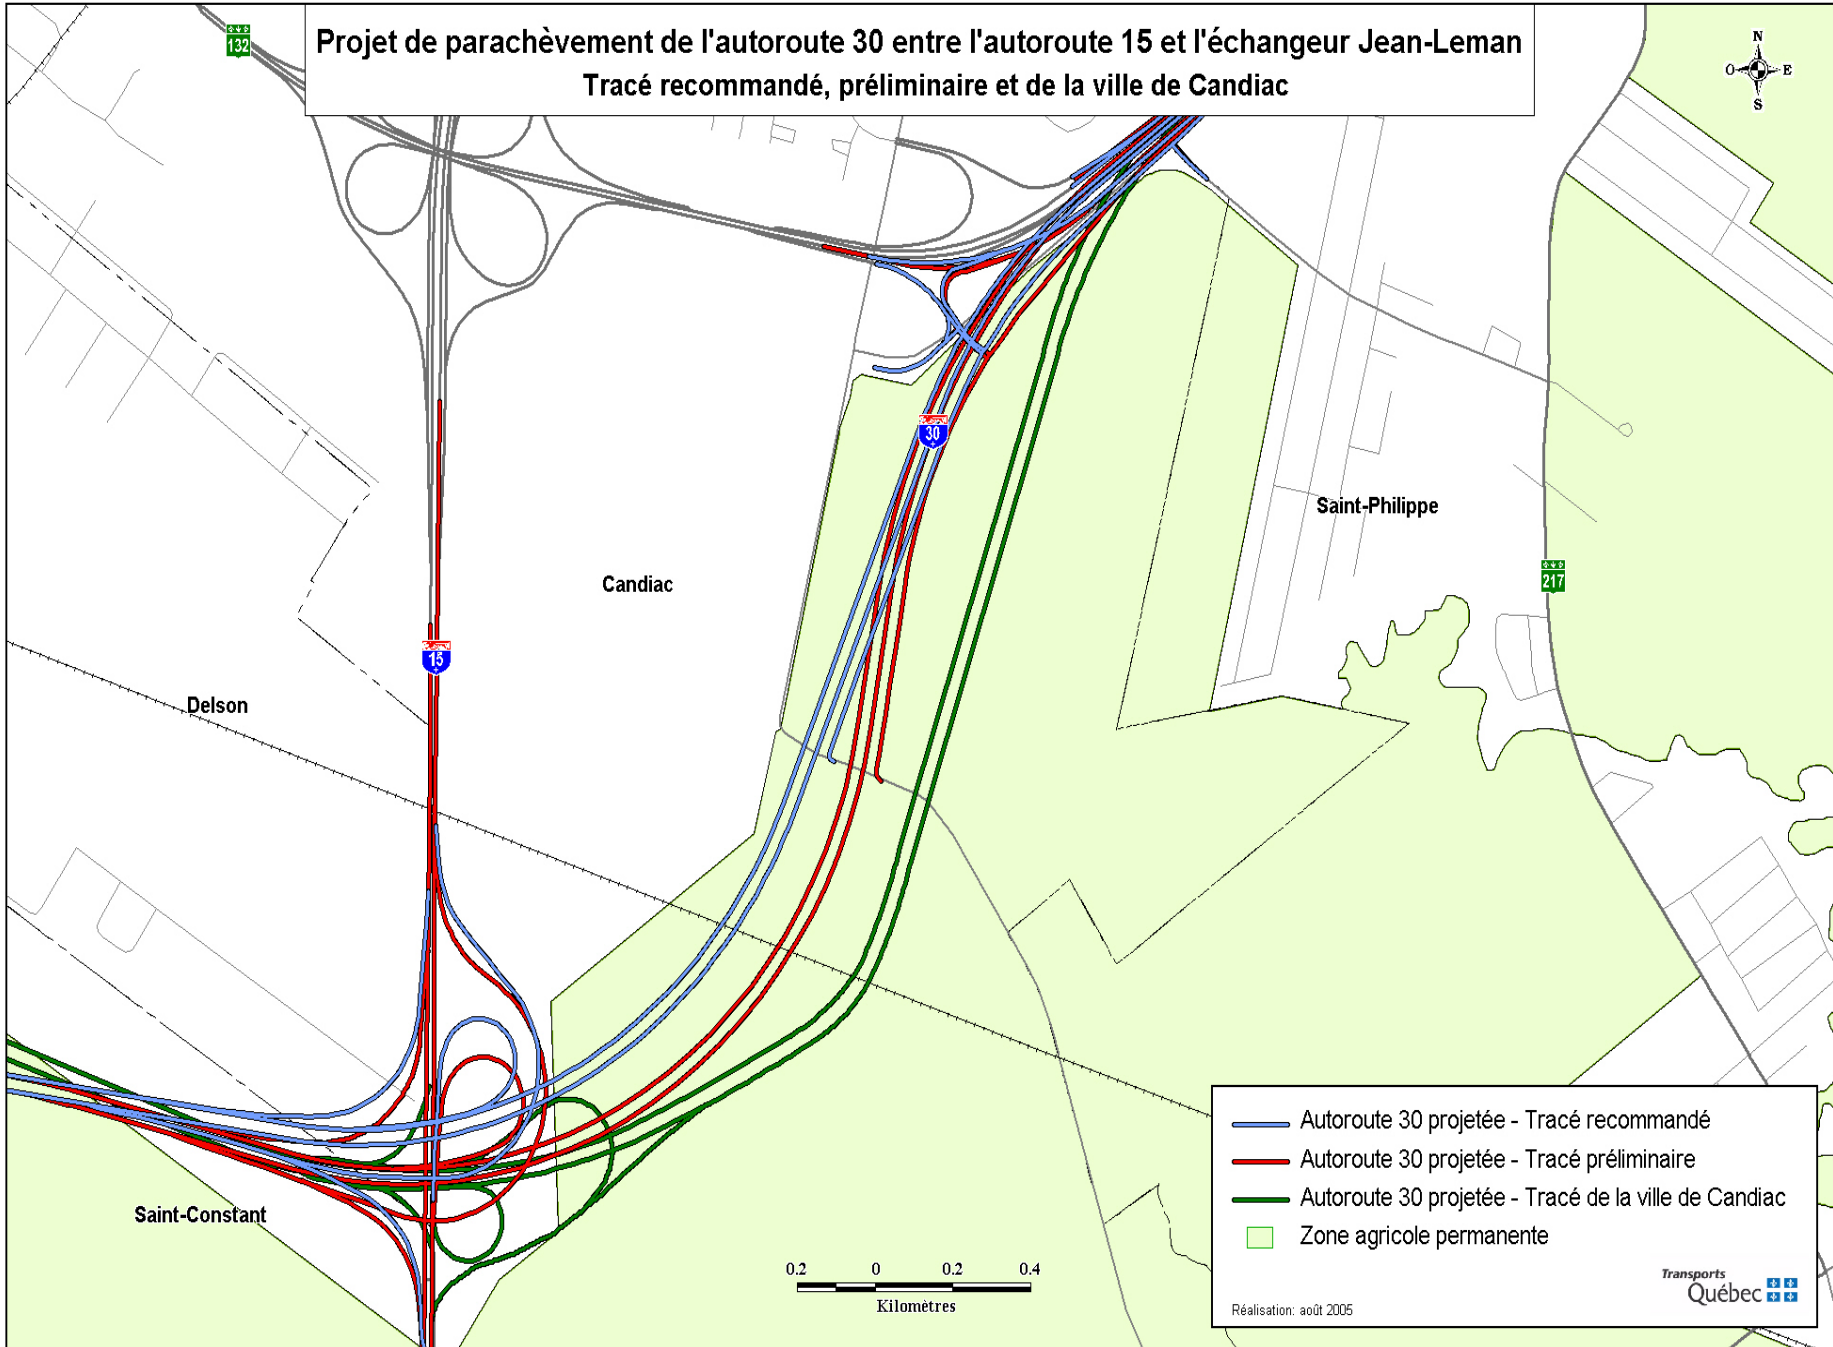 Projet de parachèvement de l'autoroute 30 entre l'autoroute 15 et l'échangeur Jean-Leman
Tracé recommandé, préliminaire et de la ville de Candiac
132
N
O E
S
30
Saint-Philippe
217
Candiac
15
Delson
Saint-Constant
0.2 0 0.2 0.4
Kilomètres
Autoroute 30 projetée - Tracé recommandé
Autoroute 30 projetée - Tracé préliminaire
Autoroute 30 projetée - Tracé de la ville de Candiac
Zone agricole permanente
Transports
Québec
Réalisation: août 2005